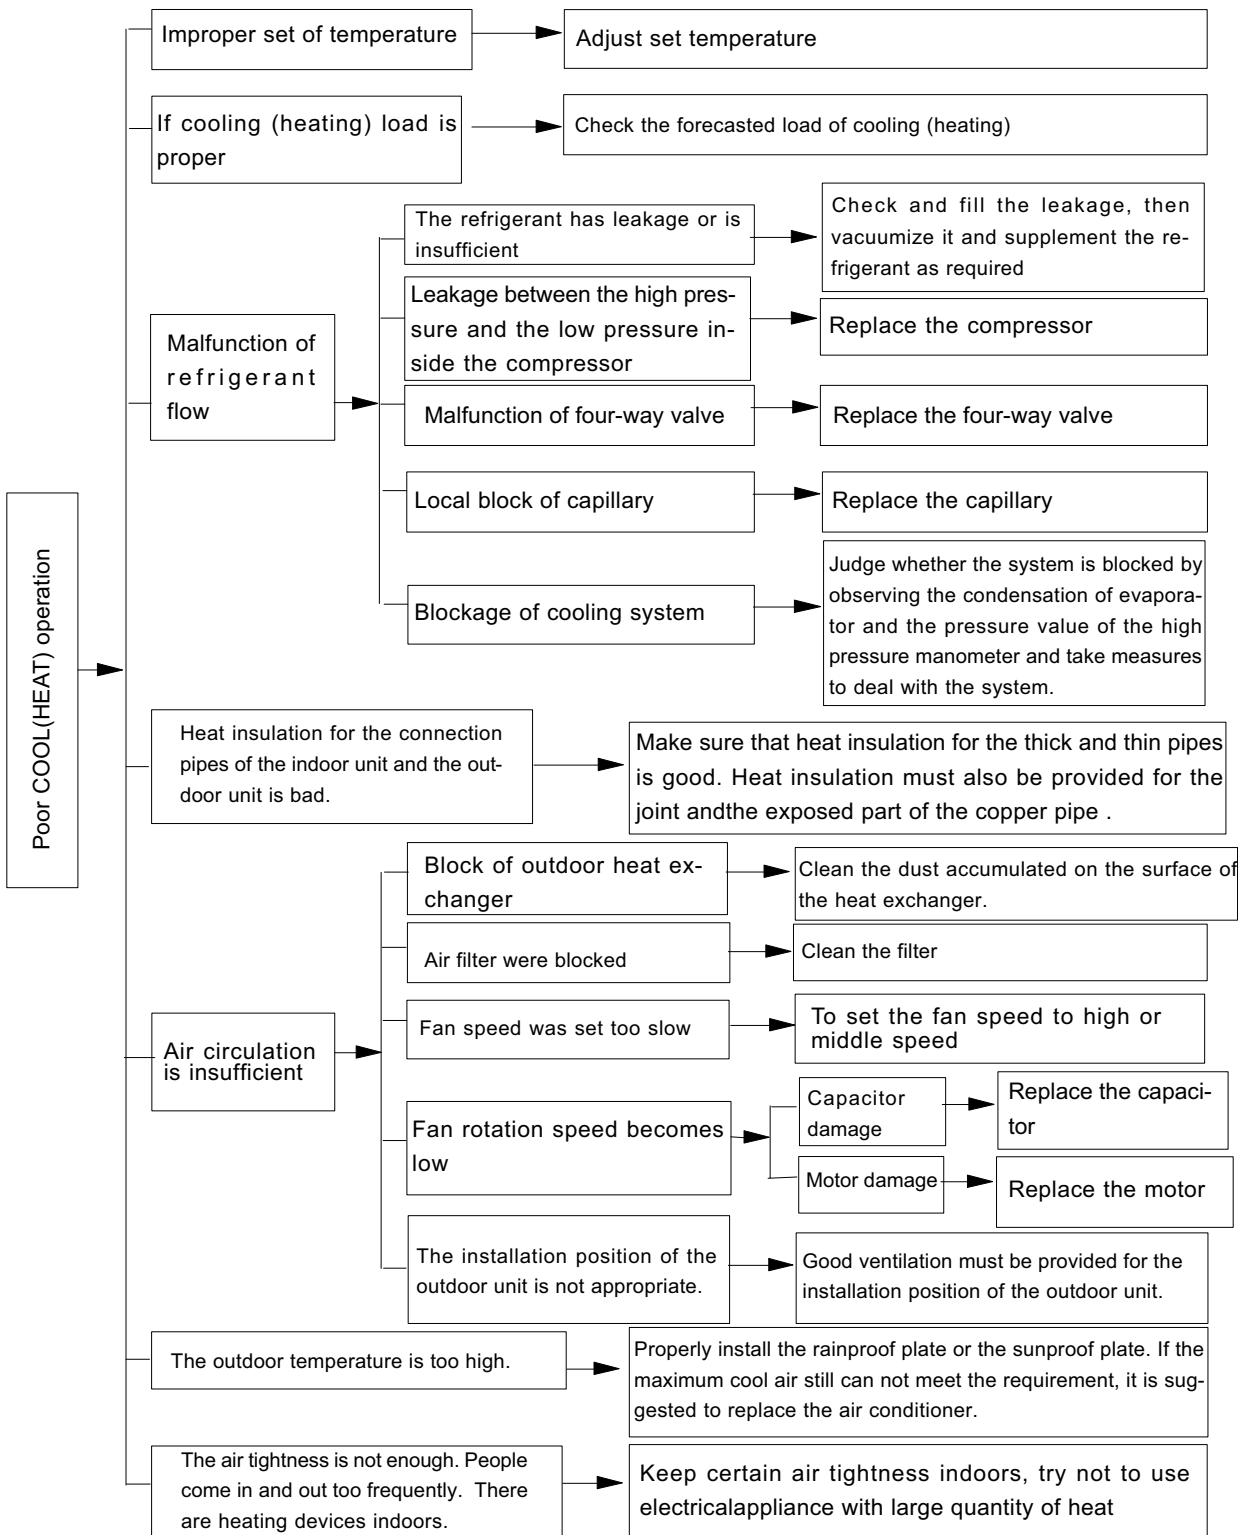 Improper set of temperature
Adjust set temperature
If cooling (heating) load is
proper
Check the forecasted load of cooling (heating)
The refrigerant has leakage or is
insufficient
Check and fill the leakage, then
vacuumize it and supplement the re-
frigerant as required
Leakage between the high pres-
sure and the low pressure in-
side the compressor
Replace the compressor
Malfunction of
refrigerant
flow
Malfunction of four-way valve
Replace the four-way valve
Local block of capillary
Replace the capillary
Blockage of cooling system
Judge whether the system is blocked by
observing the condensation of evapora-
tor and the pressure value of the high
pressure manometer and take measures
to deal with the system.
Poor COOL(HEAT) operation
Heat insulation for the connection
pipes of the indoor unit and the out-
door unit is bad.
Make sure that heat insulation for the thick and thin pipes
is good. Heat insulation must also be provided for the
joint andthe exposed part of the copper pipe .
Block of outdoor heat ex-
changer
Clean the dust accumulated on the surface of
the heat exchanger.
Air filter were blocked
Clean the filter
Air circulation
is insufficient
Fan speed was set too slow
To set the fan speed to high or
middle speed
Fan rotation speed becomes
low
Capacitor
damage
Replace the capaci-
tor
Motor damage
Replace the motor
The installation position of the
outdoor unit is not appropriate.
Good ventilation must be provided for the
installation position of the outdoor unit.
The outdoor temperature is too high.
Properly install the rainproof plate or the sunproof plate. If the
maximum cool air still can not meet the requirement, it is sug-
gested to replace the air conditioner.
The air tightness is not enough. People
come in and out too frequently. There
are heating devices indoors.
Keep certain air tightness indoors, try not to use
electricalappliance with large quantity of heat